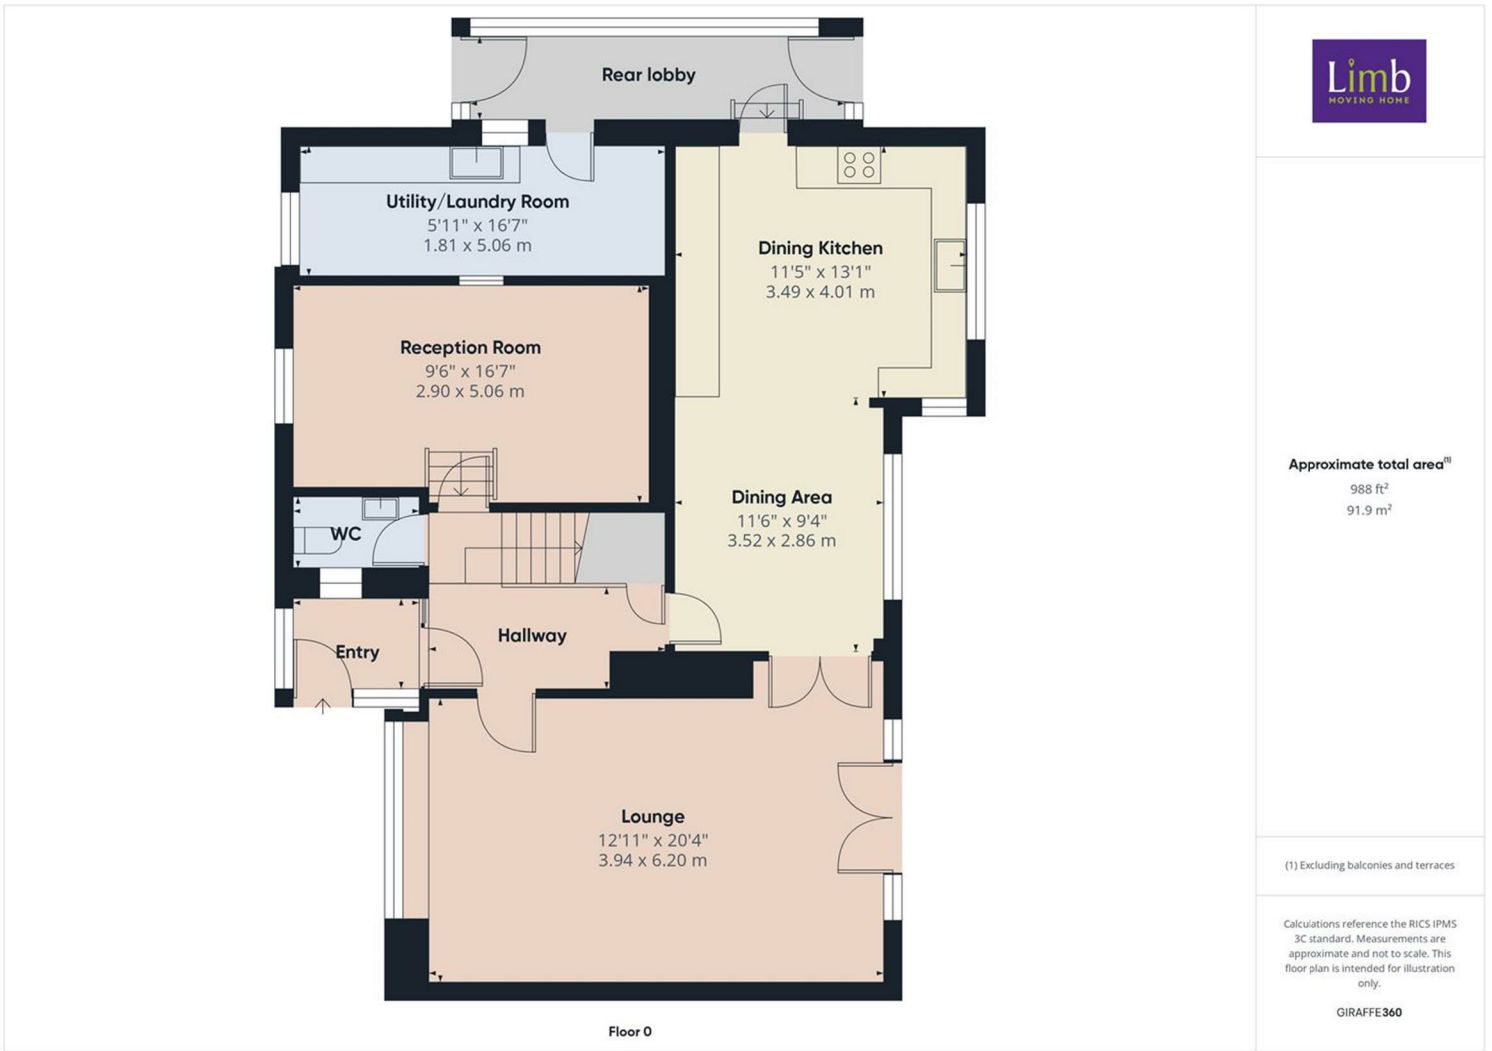 Rear lobby
Limb
MOVING HOME
Utility/Laundry Room
5'11" x 16'7"
1.81 x 5.06 m
Dining Kitchen
11'5" x 13'1"
3.49 x 4.01 m
Reception Room
9'6" x 16'7"
2.90 x 5.06 m
Dining Area
11'6" x 9'4"
3.52 x 2.86 m
WC
Hallway
Entry
Lounge
12'11" x 20'4"
3.94 x 6.20 m
Floor 0
Approximate total area(1)
988 ft²
91.9 m²
(1) Excluding balconies and terraces
Calculations reference the RICS IPMS
3C standard. Measurements are
approximate and not to scale. This
floor plan is intended for illustration
only.
GIRAFFE360